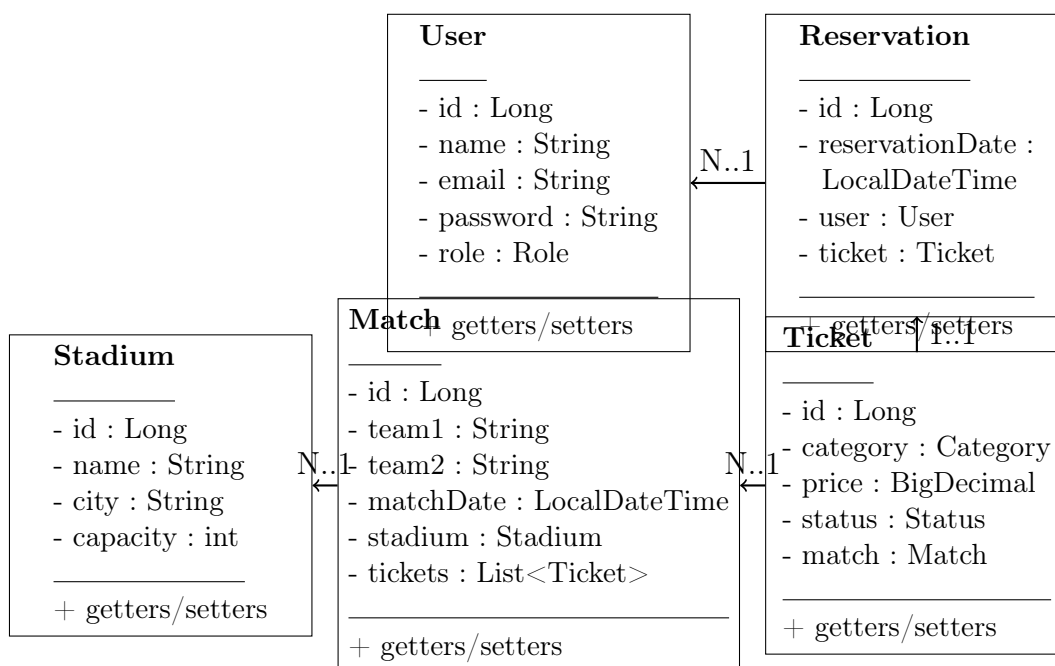 User
- id : Long
- name : String
- email : String
- password : String
- role : Role
+ getters/setters
N..1
Reservation
- id : Long
- reservationDate :
LocalDateTime
- user : User
- ticket : Ticket
+ getters/setters
1..1
Stadium
- id : Long
- name : String
- city : String
- capacity : int
+ getters/setters
N..1
Match
- id : Long
- team1 : String
- team2 : String
- matchDate : LocalDateTime
- stadium : Stadium
- tickets : List<Ticket>
+ getters/setters
N..1
Ticket
- id : Long
- category : Category
- price : BigDecimal
- status : Status
- match : Match
+ getters/setters